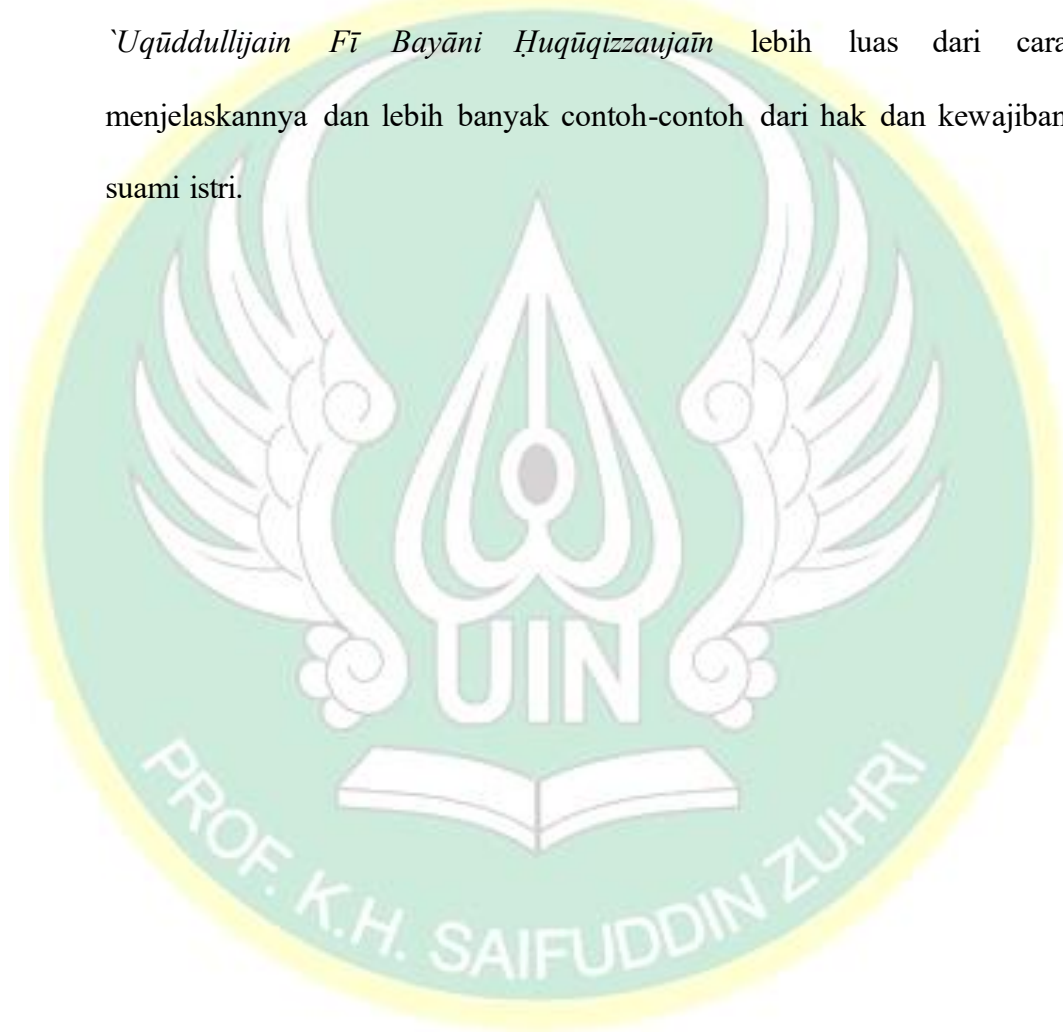 `Uqūddullijain Fī Bayāni Ḥuqūqizzaujaīn lebih luas dari cara
menjelaskannya dan lebih banyak contoh-contoh dari hak dan kewajiban
suami istri.
UIN
PROF. K.H. SAIFUDDIN ZUHRI